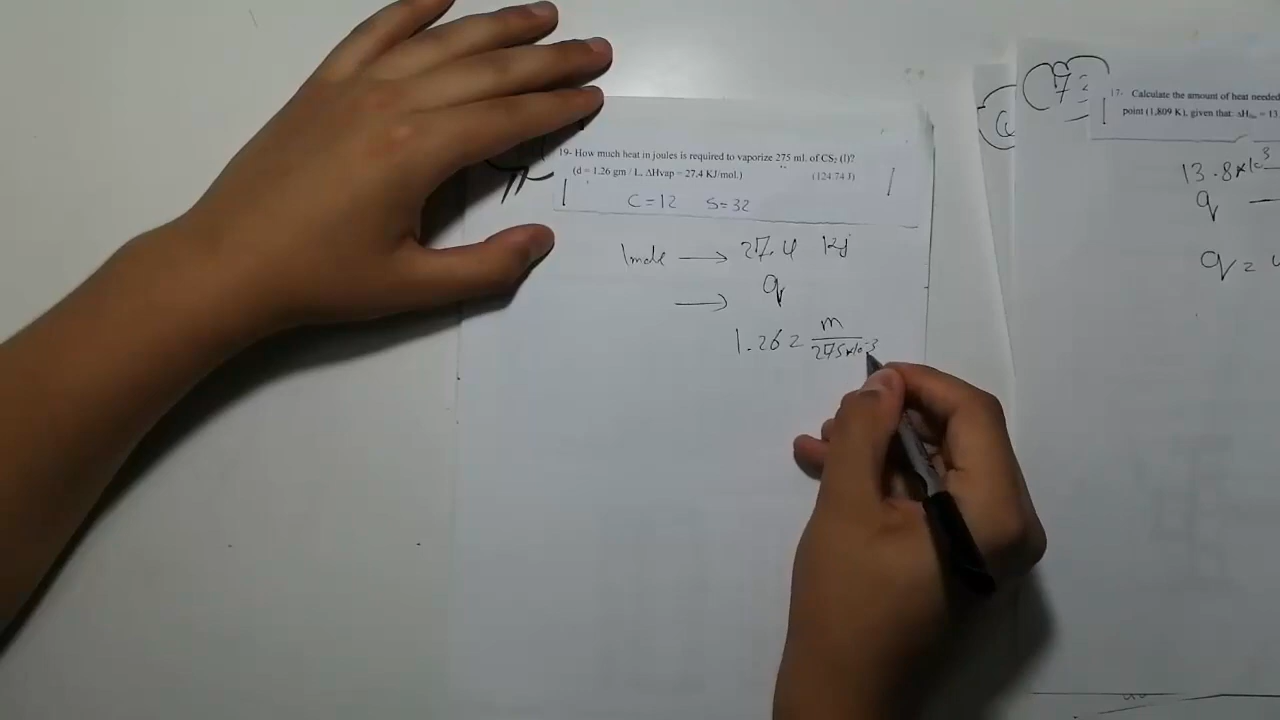 19- How much heat in joules is required to vaporize 275 ml. of CS₂ (l)?
(d = 1.26 gm / L, ΔHvap = 27.4 KJ/mol.) (124.74 J)
C = 12 S = 32
1mole → 27.4 kj
→ q
1.26 = m / 275×10⁻³
17- Calculate the amount of heat needed
point (1,809 K), given that: ΔH = 13
13.8×10³
q
q =